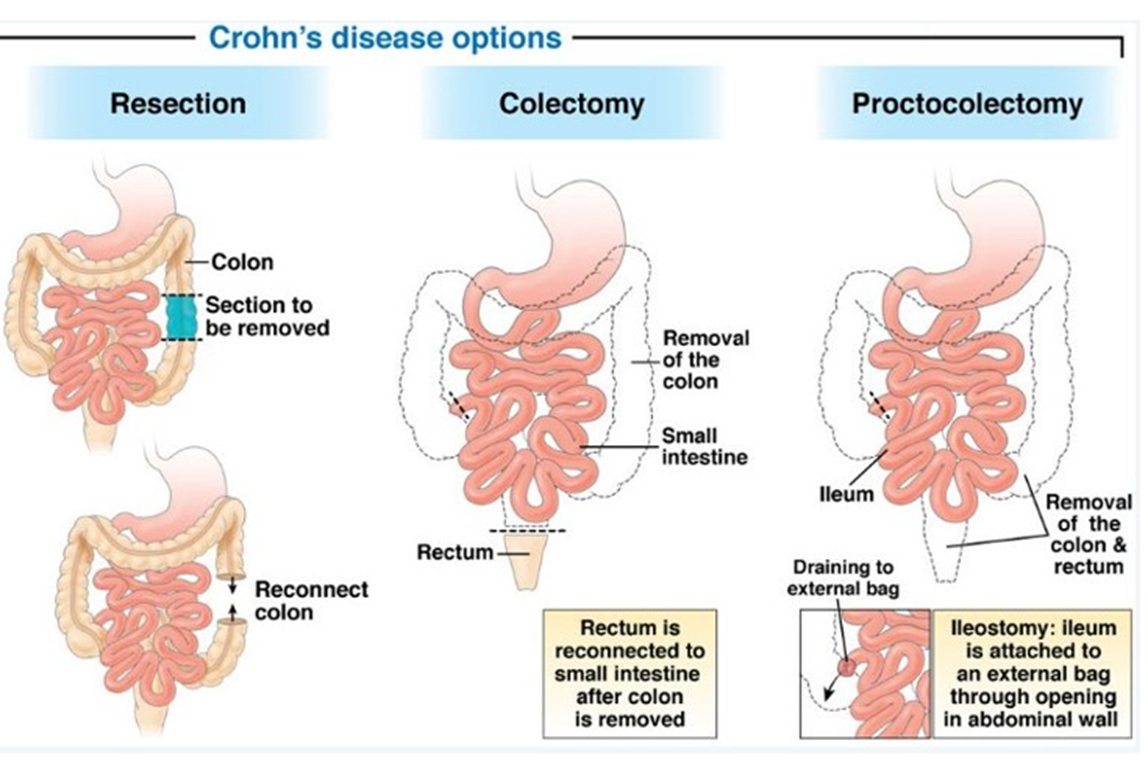 Crohn's disease options
Resection
Colon
Section to
be removed
Reconnect
colon
Colectomy
Removal
of the
colon
Small
intestine
Rectum
Rectum is
reconnected to
small intestine
after colon
is removed
Proctocolectomy
Ileum
Removal
of the
colon &
rectum
Draining to
external bag
Ileostomy: ileum
is attached to
an external bag
through opening
in abdominal wall